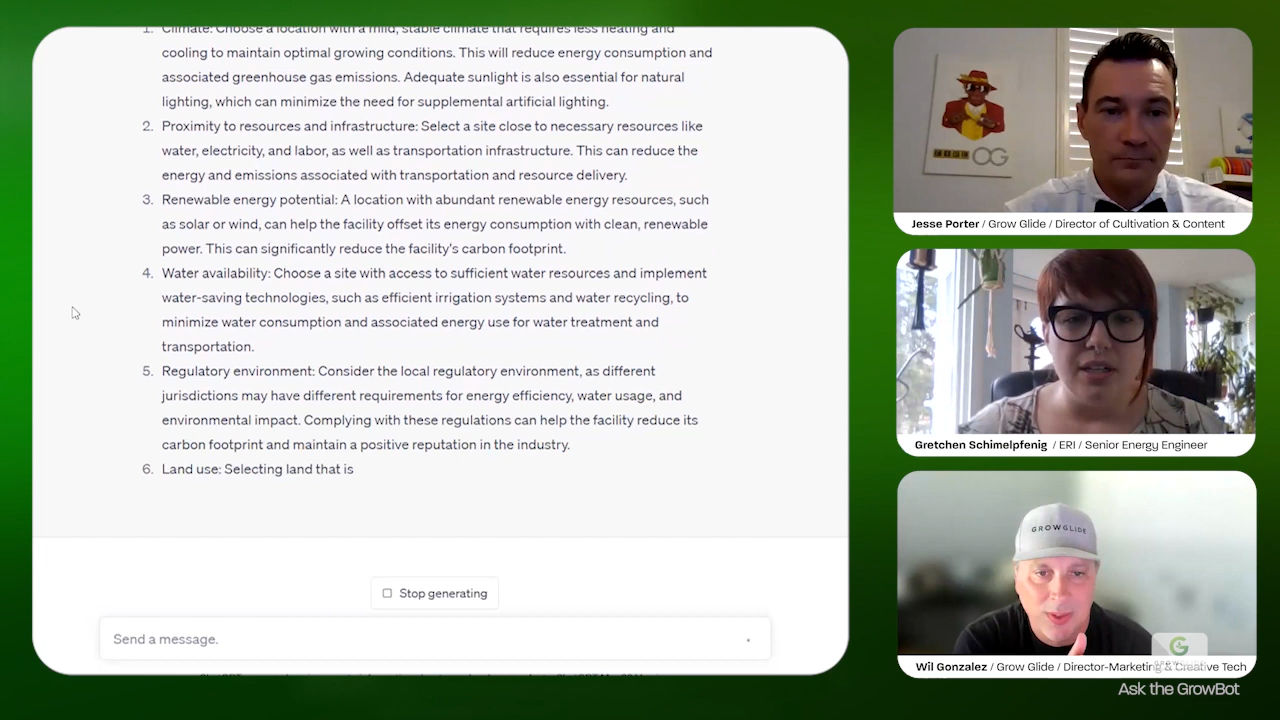 1. Climate: Choose a location with a mild, stable climate that requires less heating and
cooling to maintain optimal growing conditions. This will reduce energy consumption and
associated greenhouse gas emissions. Adequate sunlight is also essential for natural
lighting, which can minimize the need for supplemental artificial lighting.
2. Proximity to resources and infrastructure: Select a site close to necessary resources like
water, electricity, and labor, as well as transportation infrastructure. This can reduce the
energy and emissions associated with transportation and resource delivery.
3. Renewable energy potential: A location with abundant renewable energy resources, such
as solar or wind, can help the facility offset its energy consumption with clean, renewable
power. This can significantly reduce the facility's carbon footprint.
4. Water availability: Choose a site with access to sufficient water resources and implement
water-saving technologies, such as efficient irrigation systems and water recycling, to
minimize water consumption and associated energy use for water treatment and
transportation.
5. Regulatory environment: Consider the local regulatory environment, as different
jurisdictions may have different requirements for energy efficiency, water usage, and
environmental impact. Complying with these regulations can help the facility reduce its
carbon footprint and maintain a positive reputation in the industry.
6. Land use: Selecting land that is
Stop generating
Send a message.
OG
Jesse Porter / Grow Glide / Director of Cultivation & Content
Gretchen Schimelpfenig / ERI / Senior Energy Engineer
GROWGLIDE
Wil Gonzalez / Grow Glide / Director-Marketing & Creative Tech
Ask the GrowBot